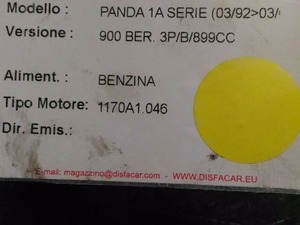 Modello : PANDA 1A SERIE (03/92>03/
Versione : 900 BER. 3P/B/899CC
Aliment. : BENZINA
Tipo Motore: 1170A1.046
Dir. Emis.:
E-mail: magazzino@disfacar.com - WWW.DISFACAR.EU